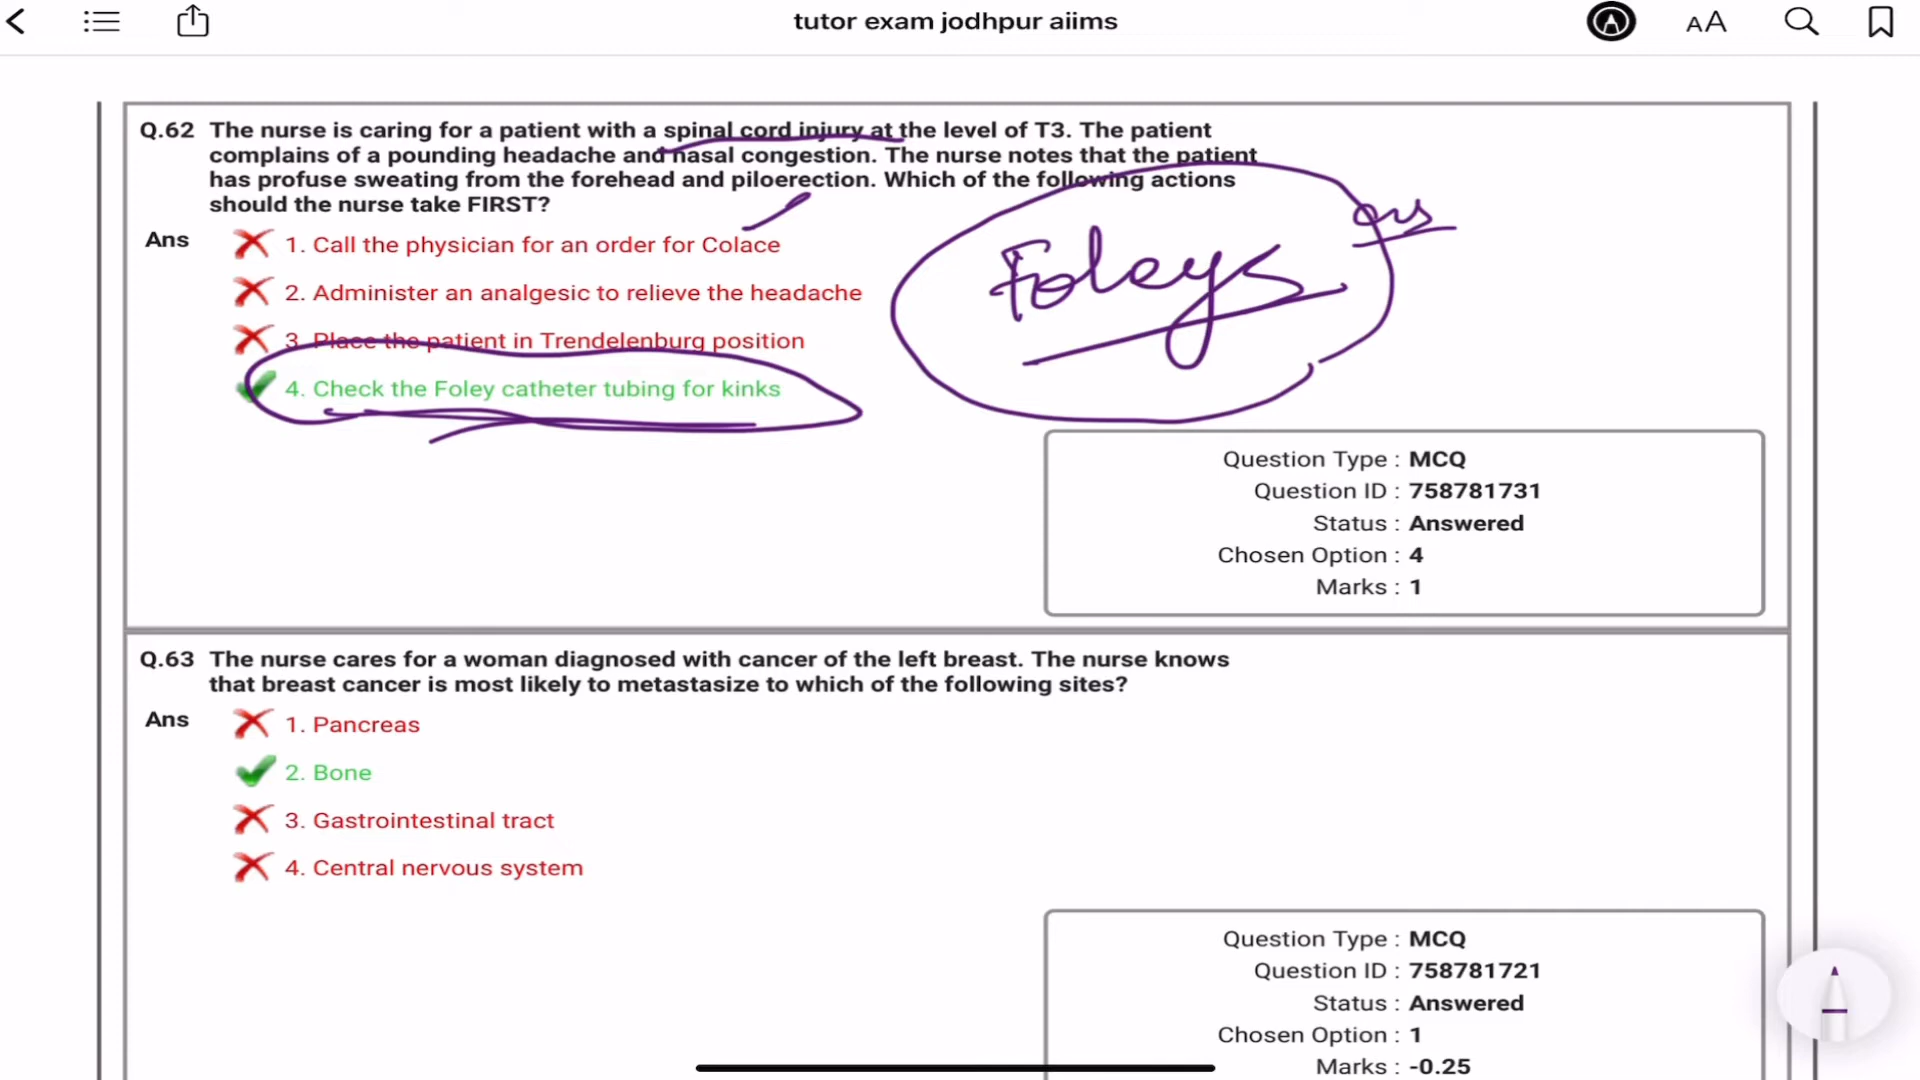 tutor exam jodhpur aiims
AA
Q.62 The nurse is caring for a patient with a spinal cord injury at the level of T3. The patient
complains of a pounding headache and nasal congestion. The nurse notes that the patient
has profuse sweating from the forehead and piloerection. Which of the following actions
should the nurse take FIRST?
ans
Foleys
Ans 1. Call the physician for an order for Colace
2. Administer an analgesic to relieve the headache
3. Place the patient in Trendelenburg position
4. Check the Foley catheter tubing for kinks
Question Type : MCQ
Question ID : 758781731
Status : Answered
Chosen Option : 4
Marks : 1
Q.63 The nurse cares for a woman diagnosed with cancer of the left breast. The nurse knows
that breast cancer is most likely to metastasize to which of the following sites?
Ans 1. Pancreas
2. Bone
3. Gastrointestinal tract
4. Central nervous system
Question Type : MCQ
Question ID : 758781721
Status : Answered
Chosen Option : 1
Marks : -0.25